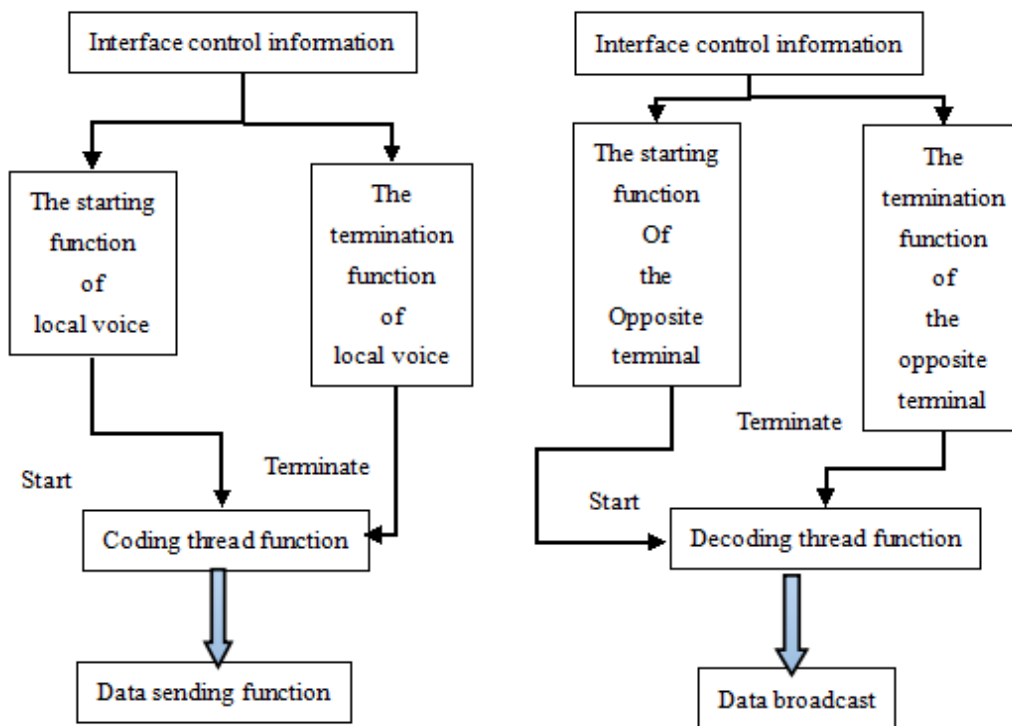 Interface control information
The starting
function
of
local voice
The
termination
function
of
local voice
Start
Terminate
Coding thread function
Data sending function
Interface control information
The starting
function
Of
the
Opposite
terminal
The
termination
function
of
the
opposite
terminal
Terminate
Start
Decoding thread function
Data broadcast